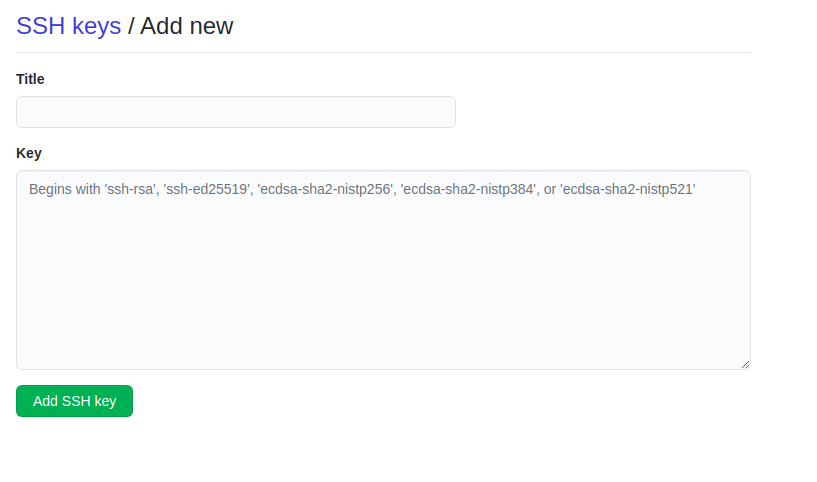 SSH keys / Add new
Title
Key
Begins with 'ssh-rsa', 'ssh-ed25519', 'ecdsa-sha2-nistp256', 'ecdsa-sha2-nistp384', or 'ecdsa-sha2-nistp521'
Add SSH key